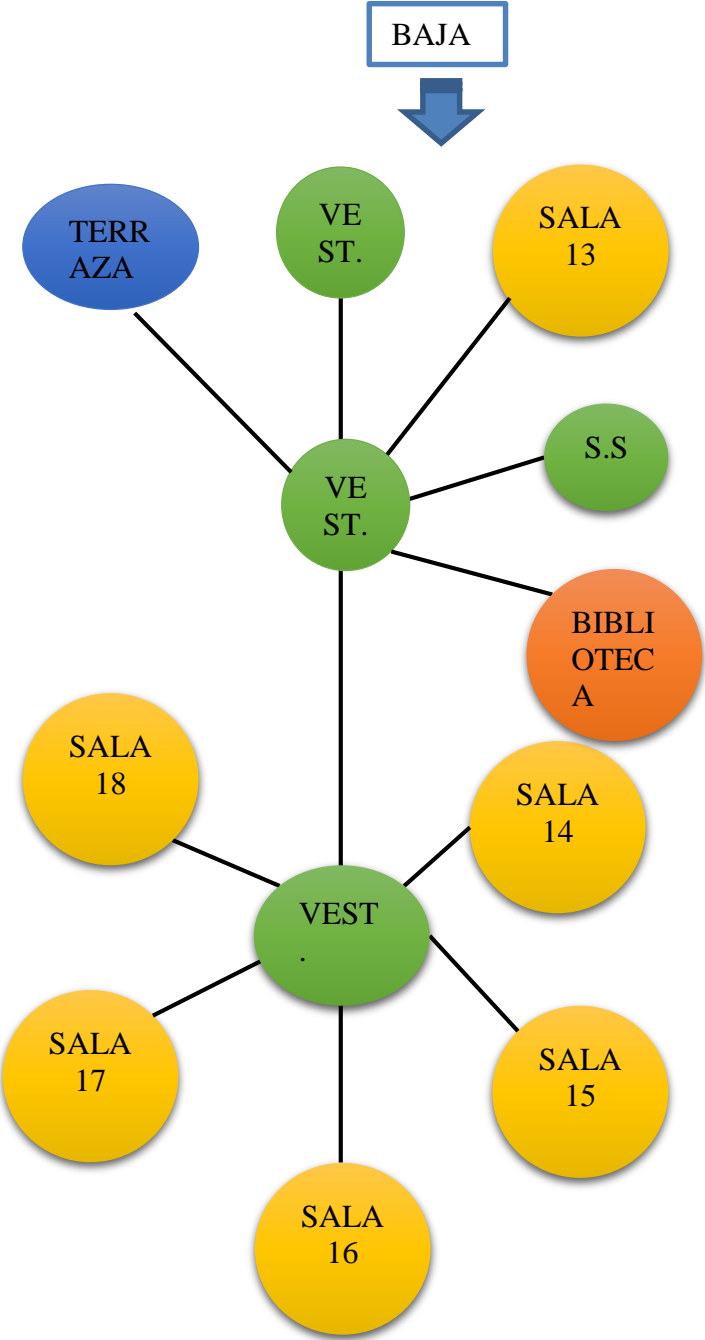 BAJA
TERR
AZA
VE
ST.
SALA
13
S.S
VE
ST.
BIBLI
OTEC
A
SALA
18
SALA
14
VEST
.
SALA
17
SALA
15
SALA
16